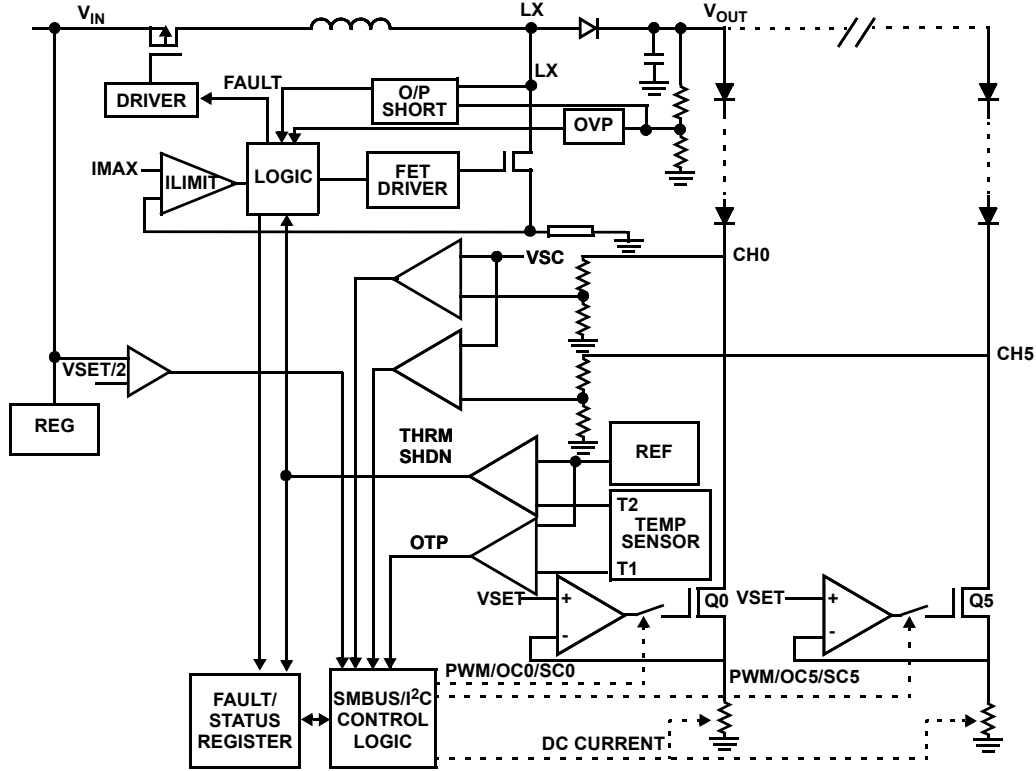 V_IN
LX
V_OUT
LX
FAULT
DRIVER
O/P
SHORT
OVP
IMAX
ILIMIT
LOGIC
FET
DRIVER
VSC
CH0
CH5
VSET/2
REG
THRM
SHDN
REF
T2
TEMP
SENSOR
T1
OTP
VSET
+
-
Q0
VSET
+
-
Q5
PWM/OC0/SC0
PWM/OC5/SC5
FAULT/
STATUS
REGISTER
SMBUS/I²C
CONTROL
LOGIC
DC CURRENT